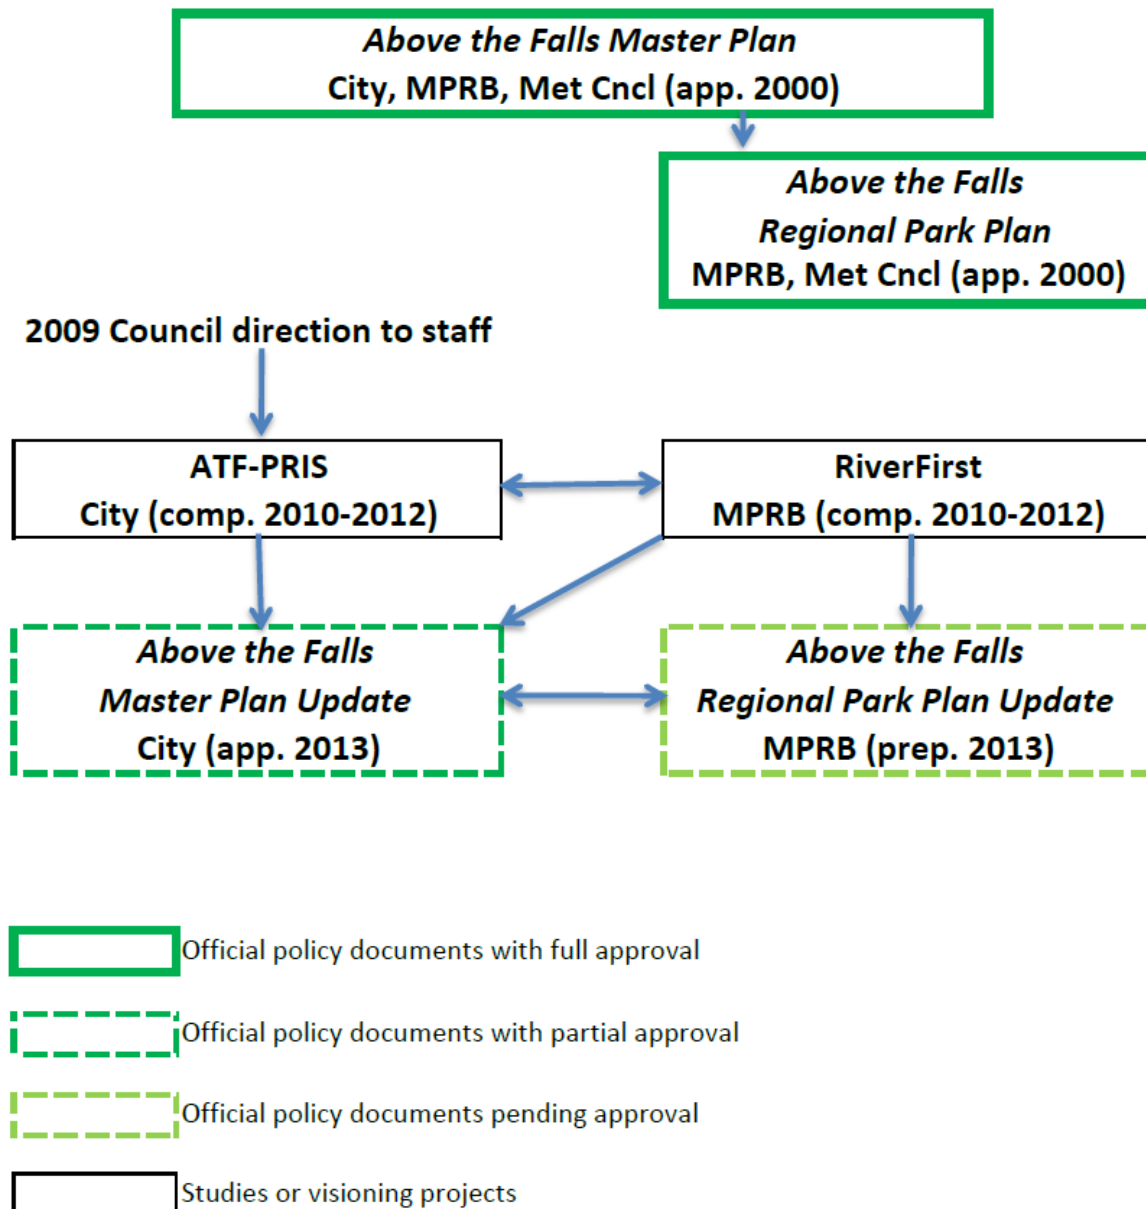 Above the Falls Master Plan
City, MPRB, Met Cncl (app. 2000)
Above the Falls
Regional Park Plan
MPRB, Met Cncl (app. 2000)
2009 Council direction to staff
ATF-PRIS
City (comp. 2010-2012)
RiverFirst
MPRB (comp. 2010-2012)
Above the Falls
Master Plan Update
City (app. 2013)
Above the Falls
Regional Park Plan Update
MPRB (prep. 2013)
Official policy documents with full approval
Official policy documents with partial approval
Official policy documents pending approval
Studies or visioning projects